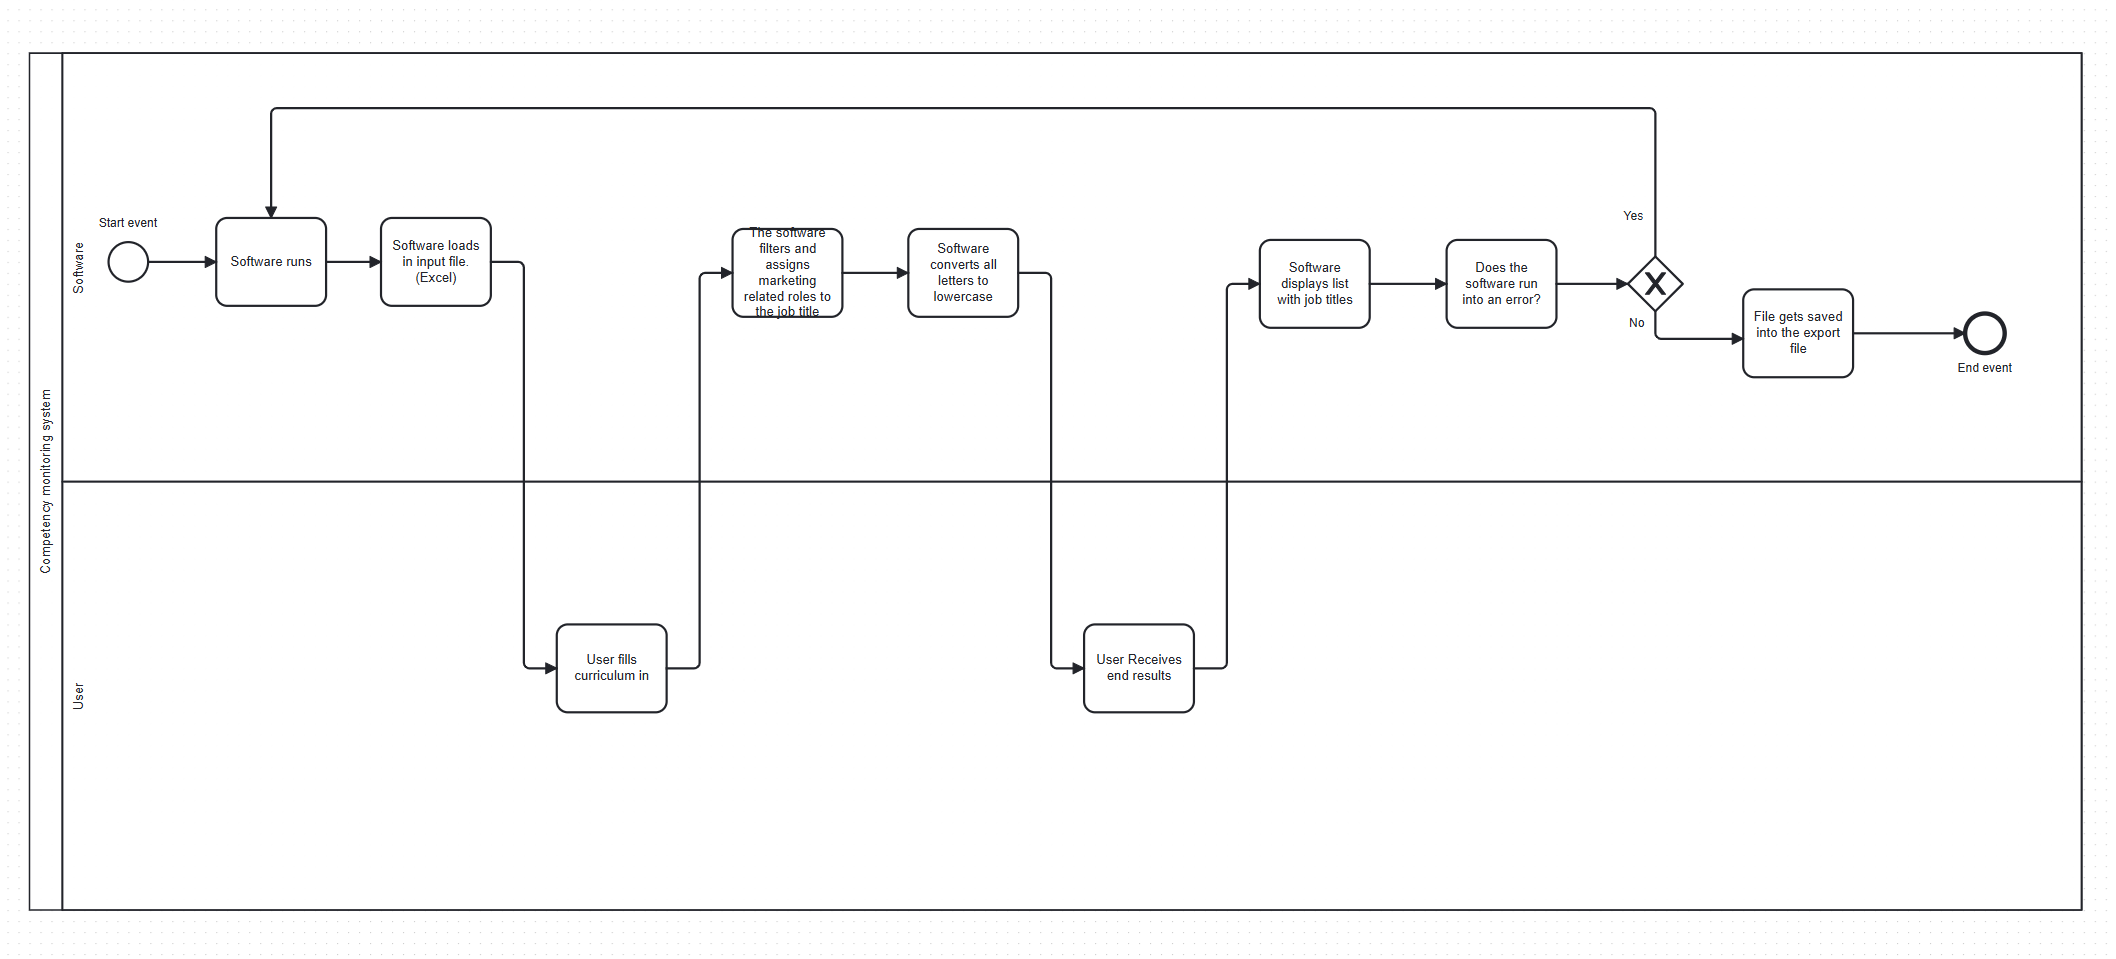 Competency monitoring system
Software
Start event
Software runs
Software loads
in input file.
(Excel)
The software
filters and
assigns
marketing
related roles to
the job title
Software
converts all
letters to
lowercase
Software
displays list
with job titles
Does the
software run
into an error?
Yes
No
File gets saved
into the export
file
End event
User
User fills
curriculum in
User Receives
end results